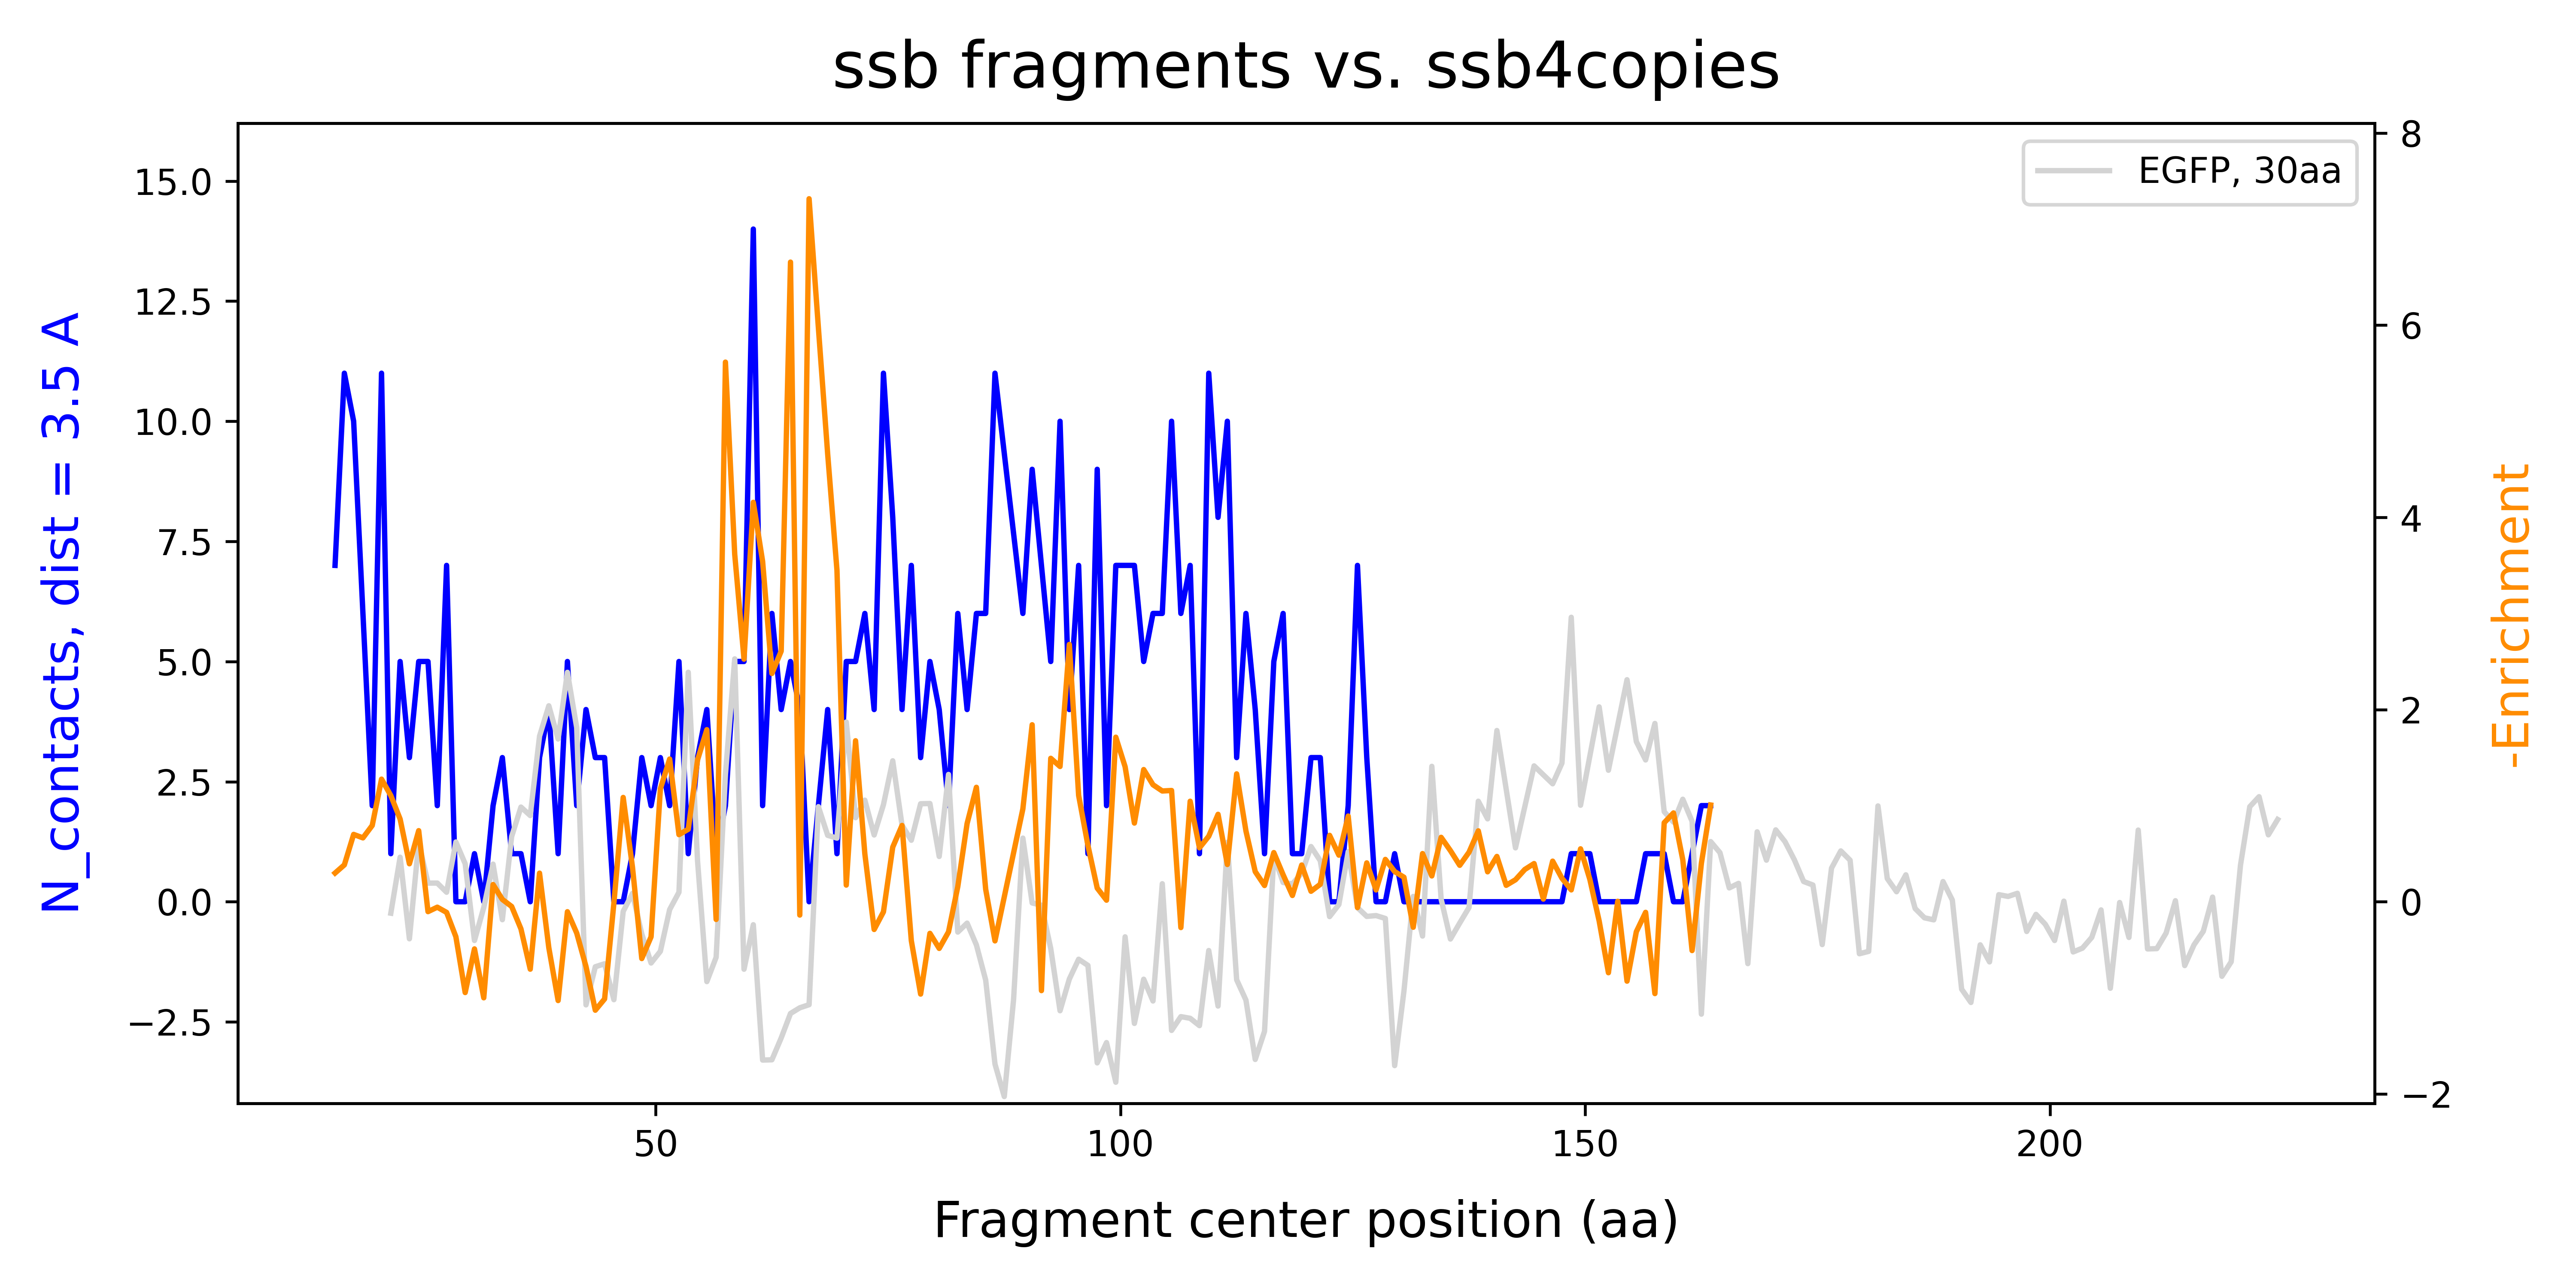 ssb fragments vs. ssb4copies
EGFP, 30aa
N_contacts, dist = 3.5 A
15.0
12.5
10.0
7.5
5.0
2.5
0.0
−2.5
8
6
4
2
0
−2
-Enrichment
50 100 150 200
Fragment center position (aa)